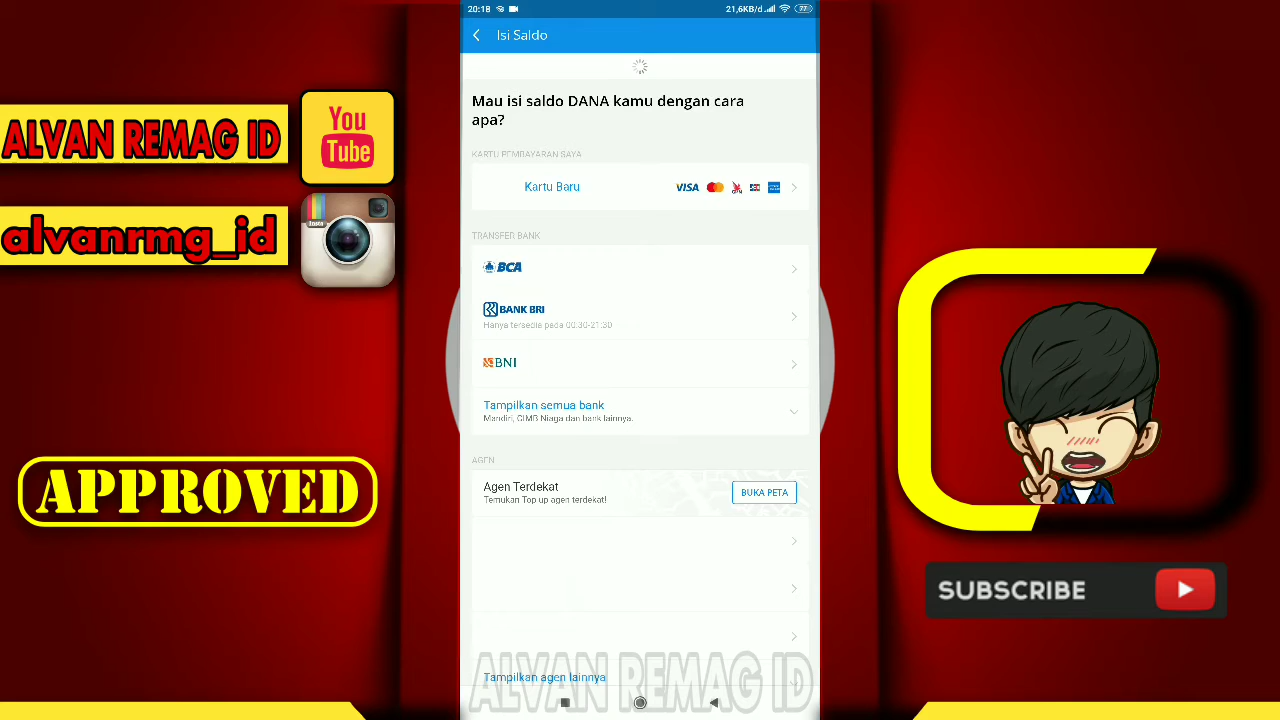 ALVAN REMAG ID
You
Tube
alvanrmg_id
Insta
APPROVED
20:18
21,6KB/d
77
Isi Saldo
Mau isi saldo DANA kamu dengan cara
apa?
KARTU PEMBAYARAN SAYA
Kartu Baru
VISA
TRANSFER BANK
BCA
BANK BRI
Hanya tersedia pada 00:30-21:30
BNI
Tampilkan semua bank
Mandiri, CIMB Niaga dan bank lainnya.
AGEN
Agen Terdekat
Temukan Top up agen terdekat!
BUKA PETA
Tampilkan agen lainnya
ALVAN REMAG ID
SUBSCRIBE